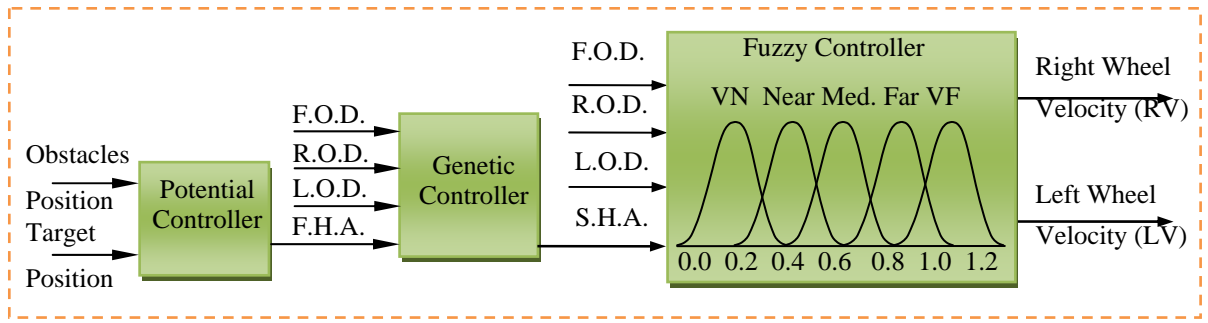 Obstacles
Position
Target
Position
Potential
Controller
F.O.D.
R.O.D.
L.O.D.
F.H.A.
Genetic
Controller
F.O.D.
R.O.D.
L.O.D.
S.H.A.
Fuzzy Controller
VN Near Med. Far VF
0.0 0.2 0.4 0.6 0.8 1.0 1.2
Right Wheel
Velocity (RV)
Left Wheel
Velocity (LV)